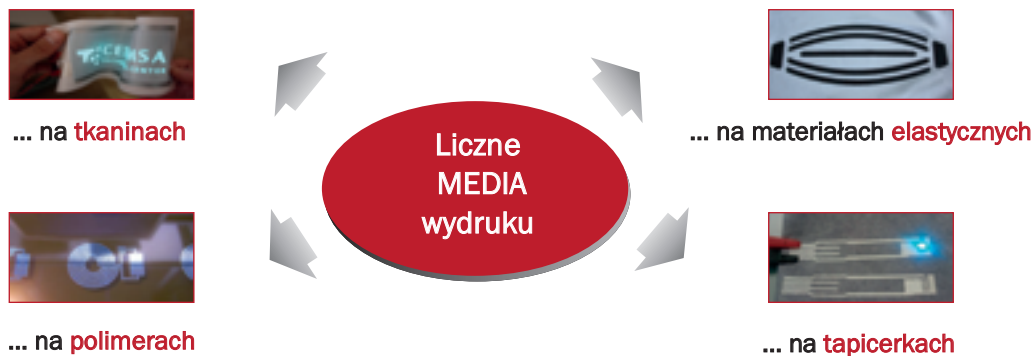 ... na tkaninach
... na materiałach elastycznych
Liczne
MEDIA
wydruku
... na polimerach
... na tapicerkach